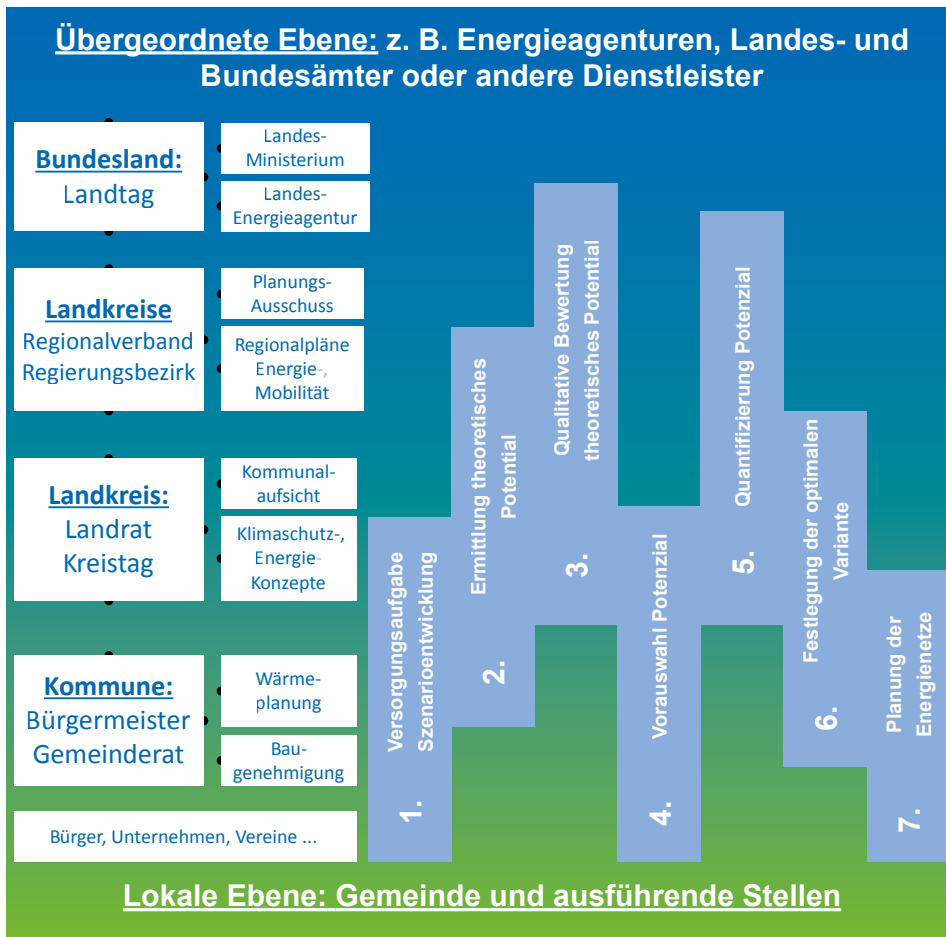 Übergeordnete Ebene: z. B. Energieagenturen, Landes- und
Bundesämter oder andere Dienstleister
Bundesland:
Landtag
Landes-
Ministerium
Landes-
Energieagentur
Landkreise
Regionalverband
Regierungsbezirk
Planungs-
Ausschuss
Regionalpläne
Energie-,
Mobilität
Landkreis:
Landrat
Kreistag
Kommunal-
aufsicht
Klimaschutz-,
Energie-
Konzepte
Kommune:
Bürgermeister
Gemeinderat
Wärme-
planung
Bau-
genehmigung
Bürger, Unternehmen, Vereine ...
1.
Versorgungsaufgabe
Szenarioentwicklung
2.
Ermittlung theoretisches
Potential
3.
Qualitative Bewertung
theoretisches Potential
4.
Vorauswahl Potenzial
5.
Quantifizierung Potenzial
6.
Festlegung der optimalen
Variante
7.
Planung der
Energienetze
Lokale Ebene: Gemeinde und ausführende Stellen